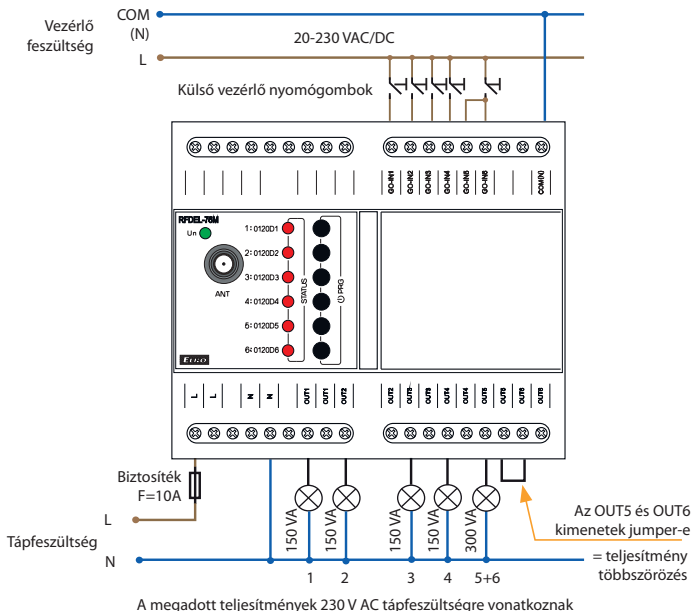 Vezérlő
feszültség
COM
(N)
L
20-230 VAC/DC
Külső vezérlő nyomógombok
GO-IN1
GO-IN2
GO-IN3
GO-IN4
GO-IN5
GO-IN6
COM(N)
RFDEL-76M
Un
ANT
1: 0120D1
2: 0120D2
3: 0120D3
4: 0120D4
5: 0120D5
6: 0120D6
STATUS
PRG
ELKO
L
L
N
N
OUT1
OUT1
OUT2
OUT2
OUT3
OUT3
OUT4
OUT4
OUT5
OUT5
OUT6
OUT6
Biztosíték
F=10A
L
Tápfeszültség
N
150 VA
150 VA
150 VA
150 VA
300 VA
1
2
3
4
5+6
Az OUT5 és OUT6
kimenetek jumper-e
= teljesítmény
többszörözés
A megadott teljesítmények 230 V AC tápfeszültségre vonatkoznak